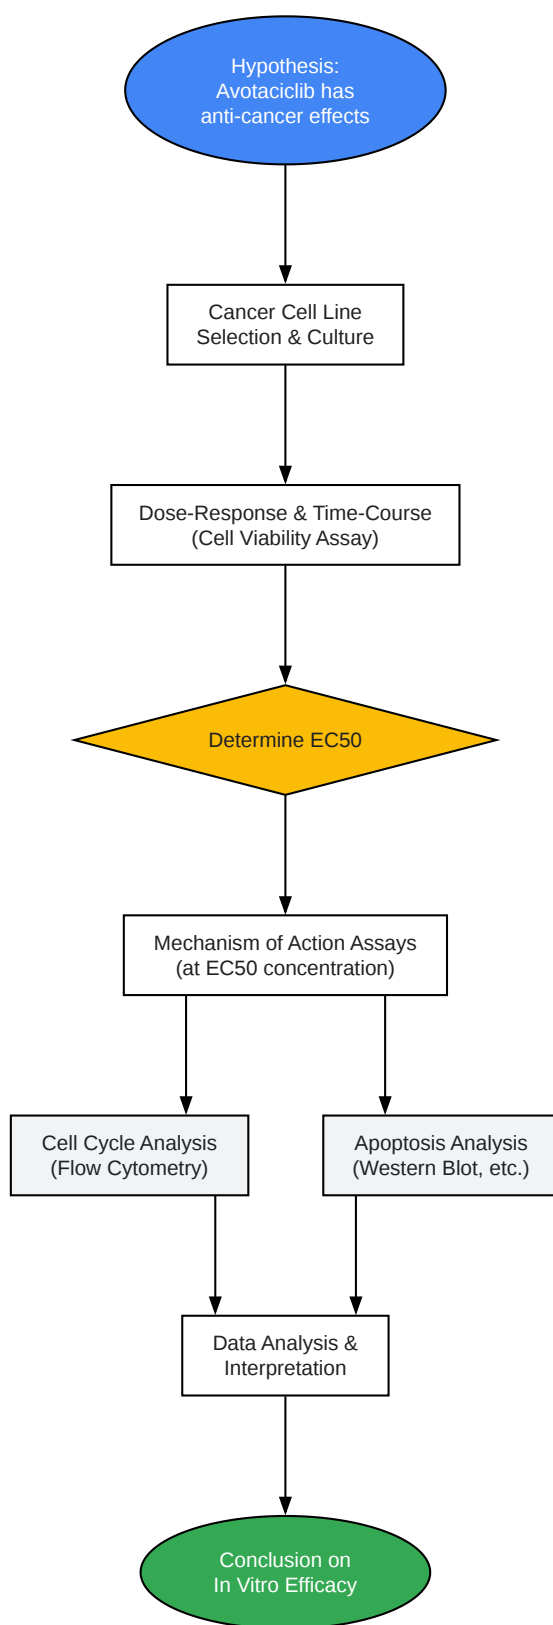 Hypothesis:
Avotaciclib has
anti-cancer effects
Cancer Cell Line
Selection & Culture
Dose-Response & Time-Course
(Cell Viability Assay)
Determine EC50
Mechanism of Action Assays
(at EC50 concentration)
Cell Cycle Analysis
(Flow Cytometry)
Apoptosis Analysis
(Western Blot, etc.)
Data Analysis &
Interpretation
Conclusion on
In Vitro Efficacy